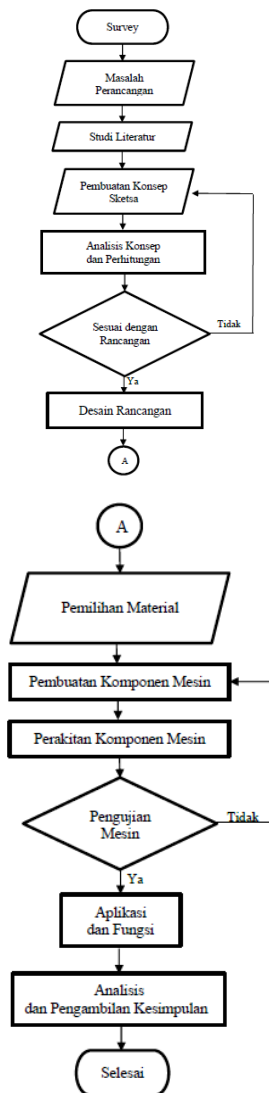 Survey
Masalah
Perancangan
Studi Literatur
Pembuatan Konsep
Sketsa
Analisis Konsep
dan Perhitungan
Sesuai dengan
Rancangan
Tidak
Ya
Desain Rancangan
A
A
Pemilihan Material
Pembuatan Komponen Mesin
Perakitan Komponen Mesin
Pengujian
Mesin
Tidak
Ya
Aplikasi
dan Fungsi
Analisis
dan Pengambilan Kesimpulan
Selesai